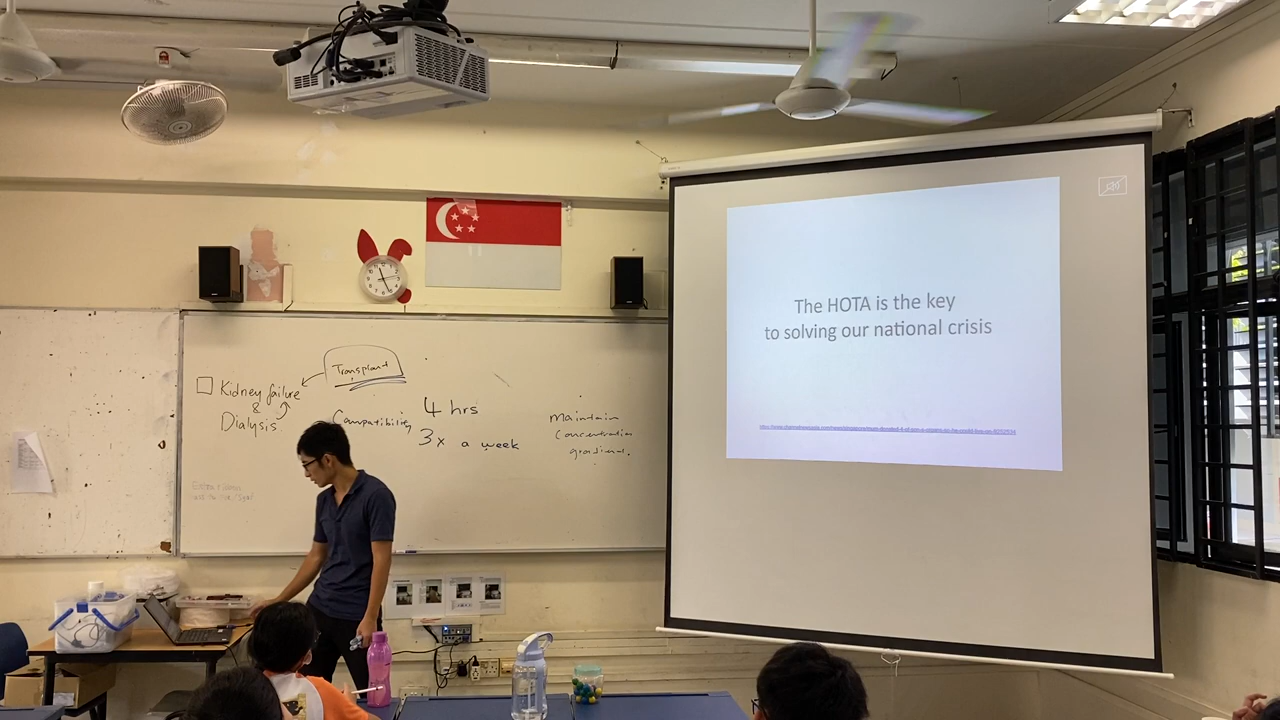 Transplant
Kidney failure
&
Dialysis
Compatibility
4 hrs
3x a week
Maintain
Concentration
gradient.
The HOTA is the key
to solving our national crisis